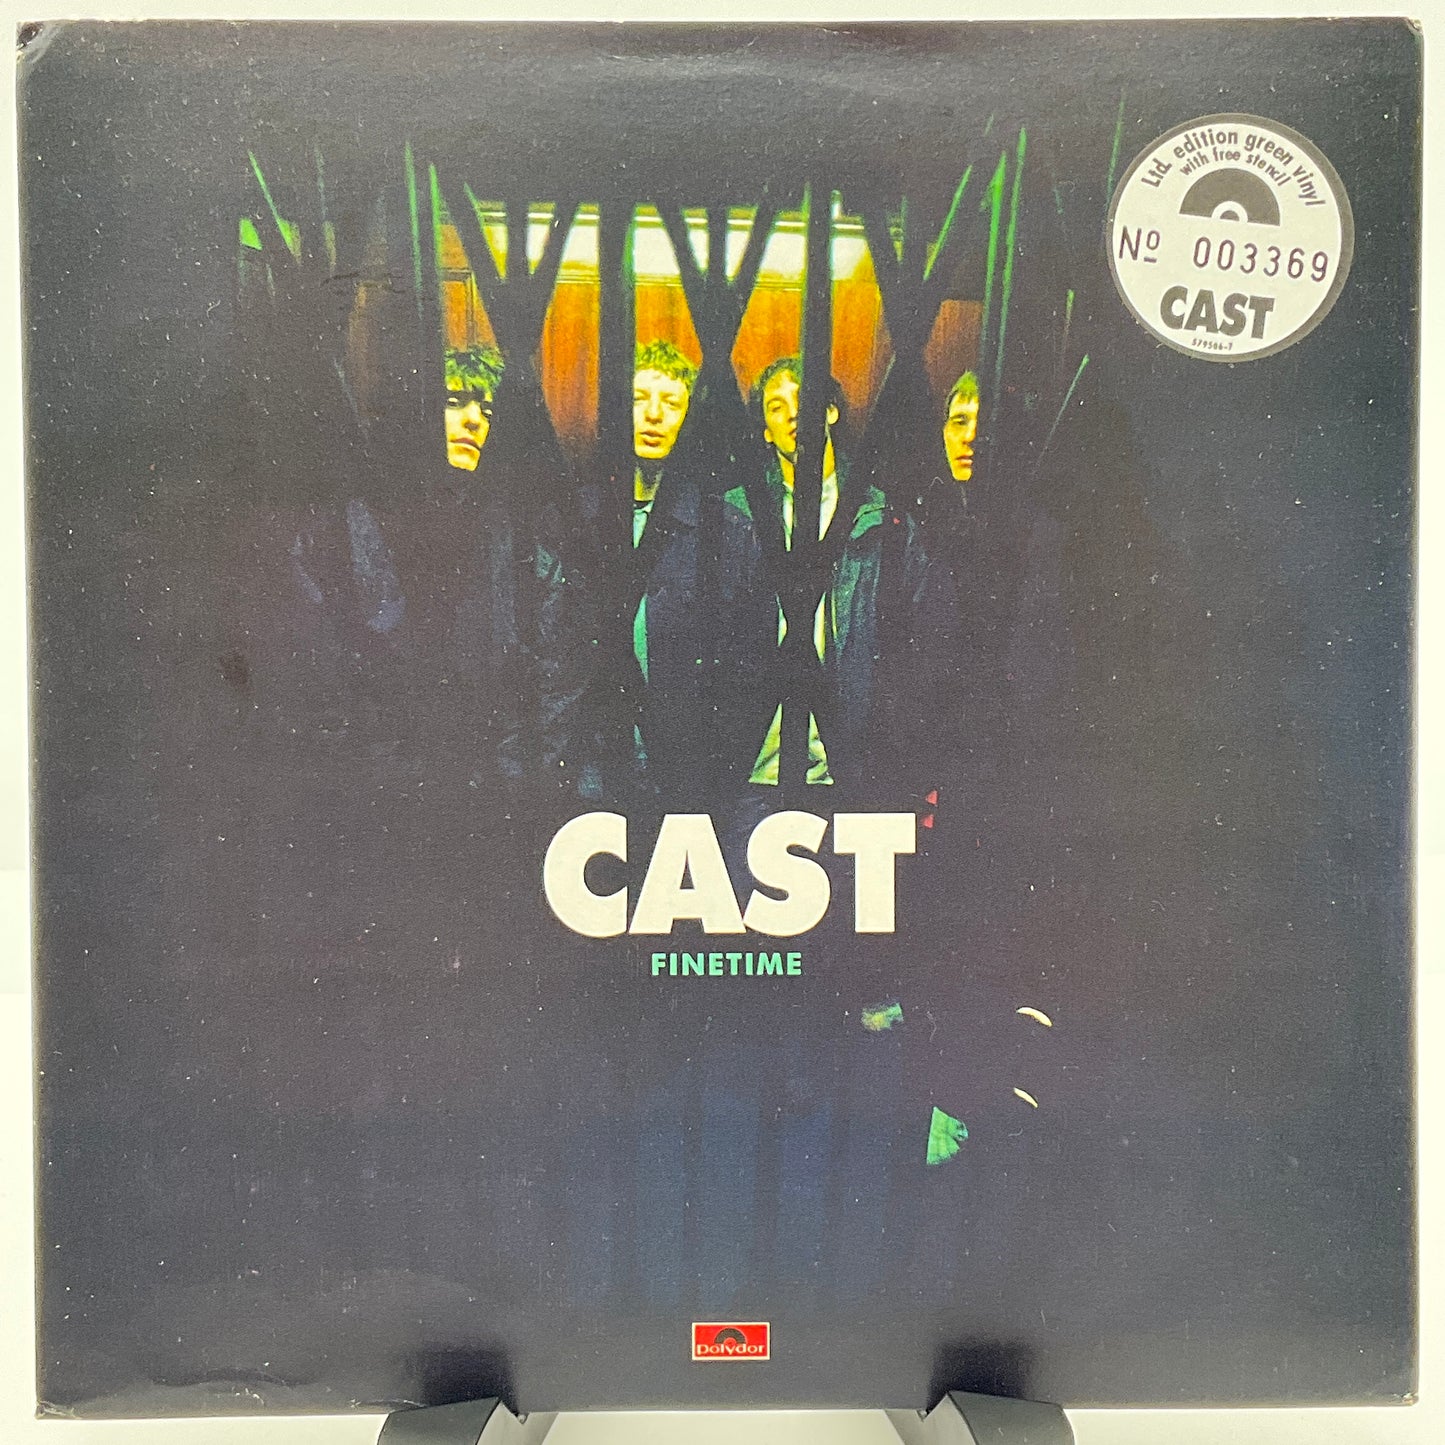 Ltd. edition green vinyl
with free stencil
Nº 003369
CAST
579506-7
CAST
FINETIME
Polydor